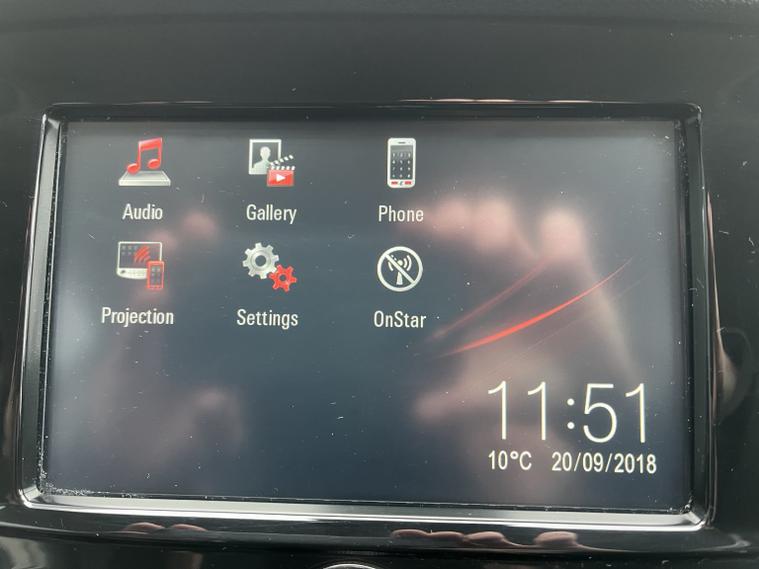 Audio Gallery Phone
Projection Settings OnStar
11:51
10°C 20/09/2018